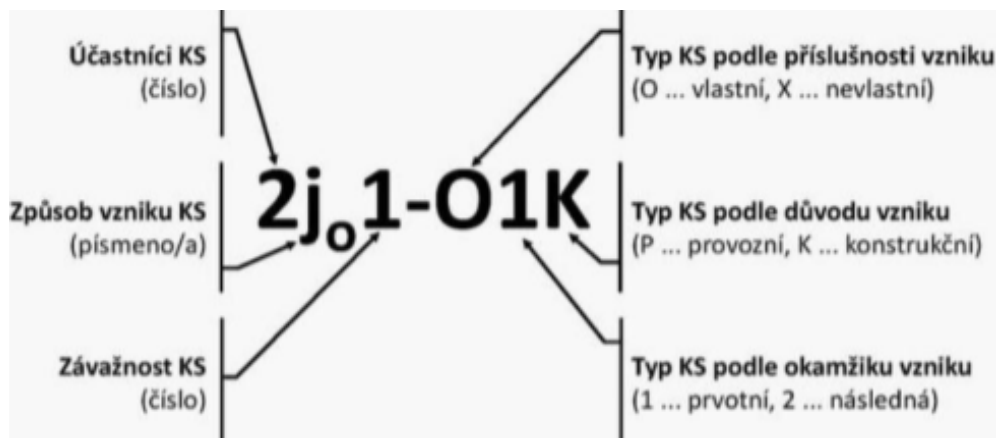 Účastníci KS
(číslo)
Způsob vzniku KS
(písmeno/a)
Závažnost KS
(číslo)
2jo1-O1K
Typ KS podle příslušnosti vzniku
(O ... vlastní, X ... nevlastní)
Typ KS podle důvodu vzniku
(P ... provozní, K ... konstrukční)
Typ KS podle okamžiku vzniku
(1 ... prvotní, 2 ... následná)